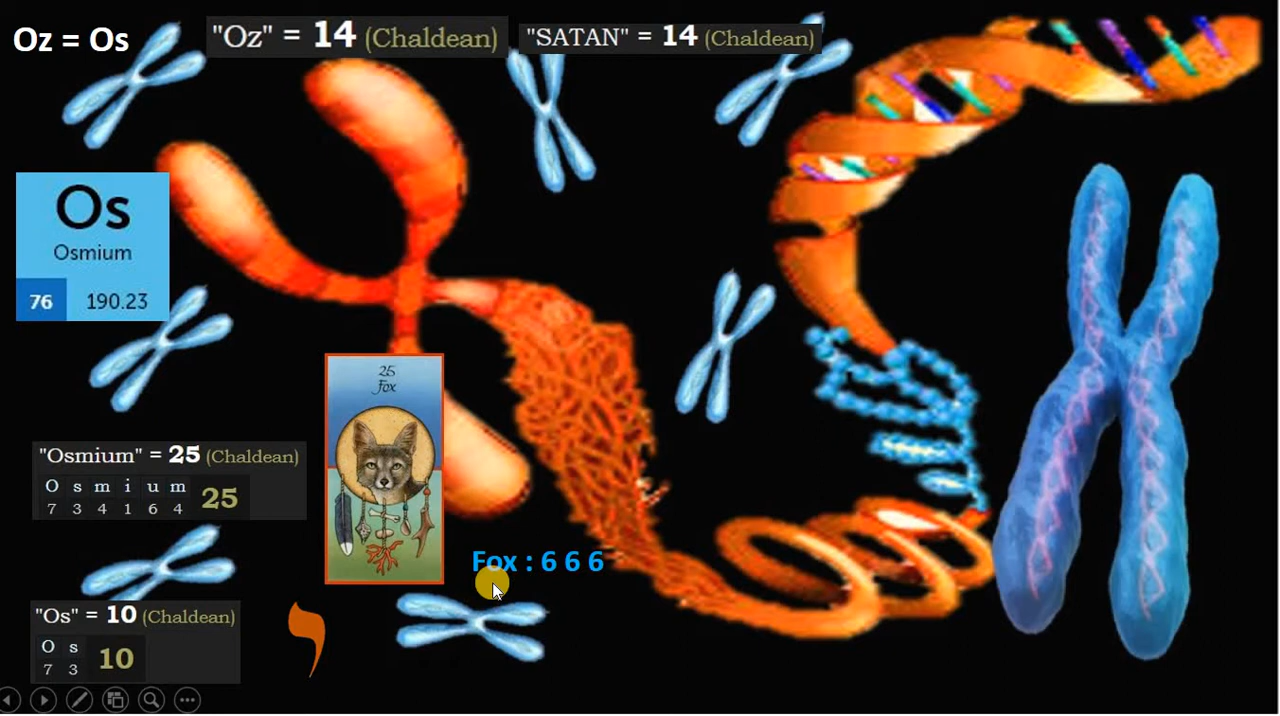 Oz = Os
"Oz" = 14 (Chaldean)
"SATAN" = 14 (Chaldean)
Os
Osmium
76 190.23
25
Fox
"Osmium" = 25 (Chaldean)
O s m i u m
7 3 4 1 6 4 25
Fox : 6 6 6
"Os" = 10 (Chaldean)
O s
7 3 10
י